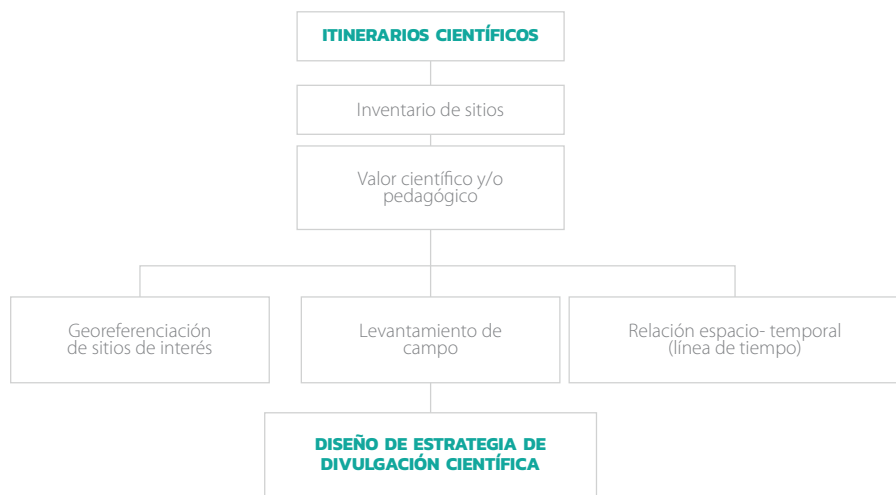 ITINERARIOS CIENTÍFICOS
Inventario de sitios
Valor científico y/o
pedagógico
Georeferenciación
de sitios de interés
Levantamiento de
campo
Relación espacio- temporal
(línea de tiempo)
DISEÑO DE ESTRATEGIA DE
DIVULGACIÓN CIENTÍFICA